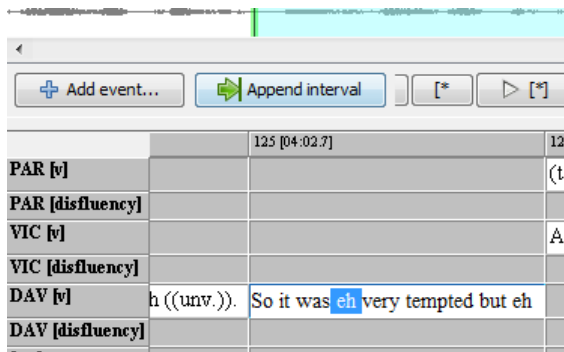 Add event... Append interval [* [*]
125 [04:02.7] 12
PAR [v] (t
PAR [disfluency]
VIC [v] A
VIC [disfluency]
DAV [v] h ((unv.)). So it was eh very tempted but eh
DAV [disfluency]